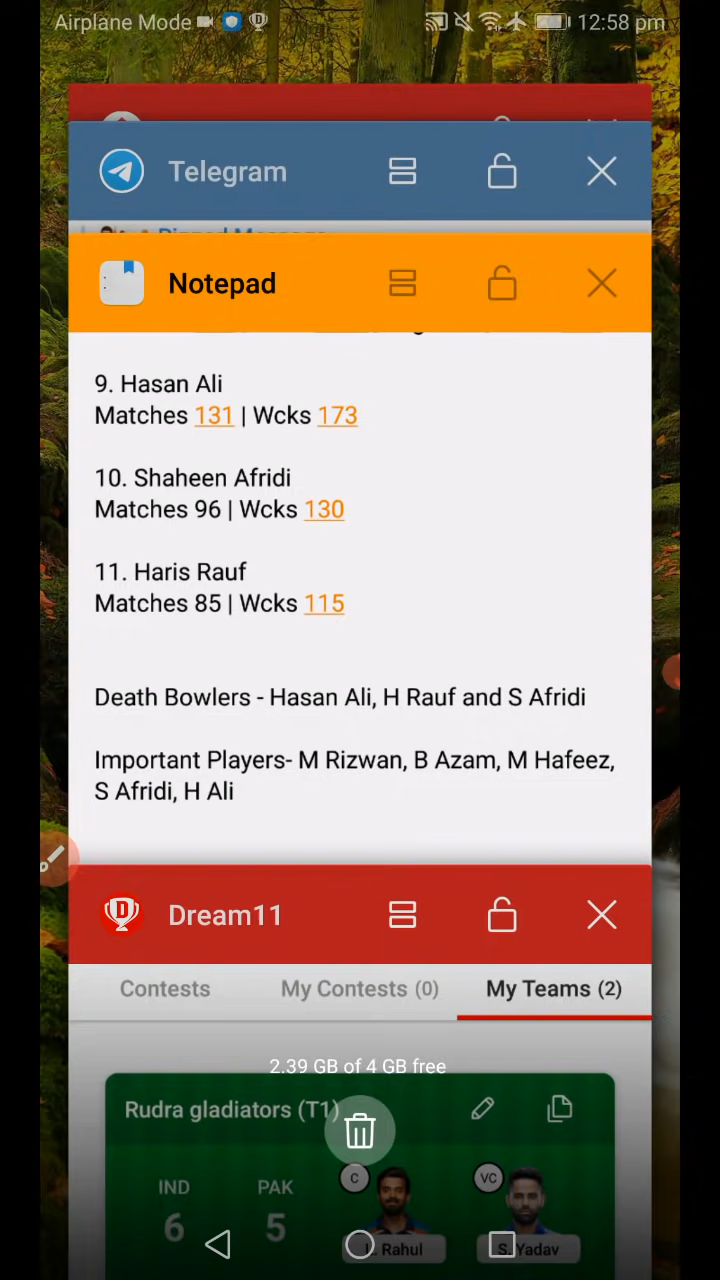 Airplane Mode 12:58 pm
Telegram
Notepad
9. Hasan Ali
Matches 131 | Wcks 173
10. Shaheen Afridi
Matches 96 | Wcks 130
11. Haris Rauf
Matches 85 | Wcks 115
Death Bowlers - Hasan Ali, H Rauf and S Afridi
Important Players- M Rizwan, B Azam, M Hafeez,
S Afridi, H Ali
Dream11
Contests My Contests (0) My Teams (2)
2.39 GB of 4 GB free
Rudra gladiators (T1)
C VC
IND PAK
6 5
Rahul S. Yadav